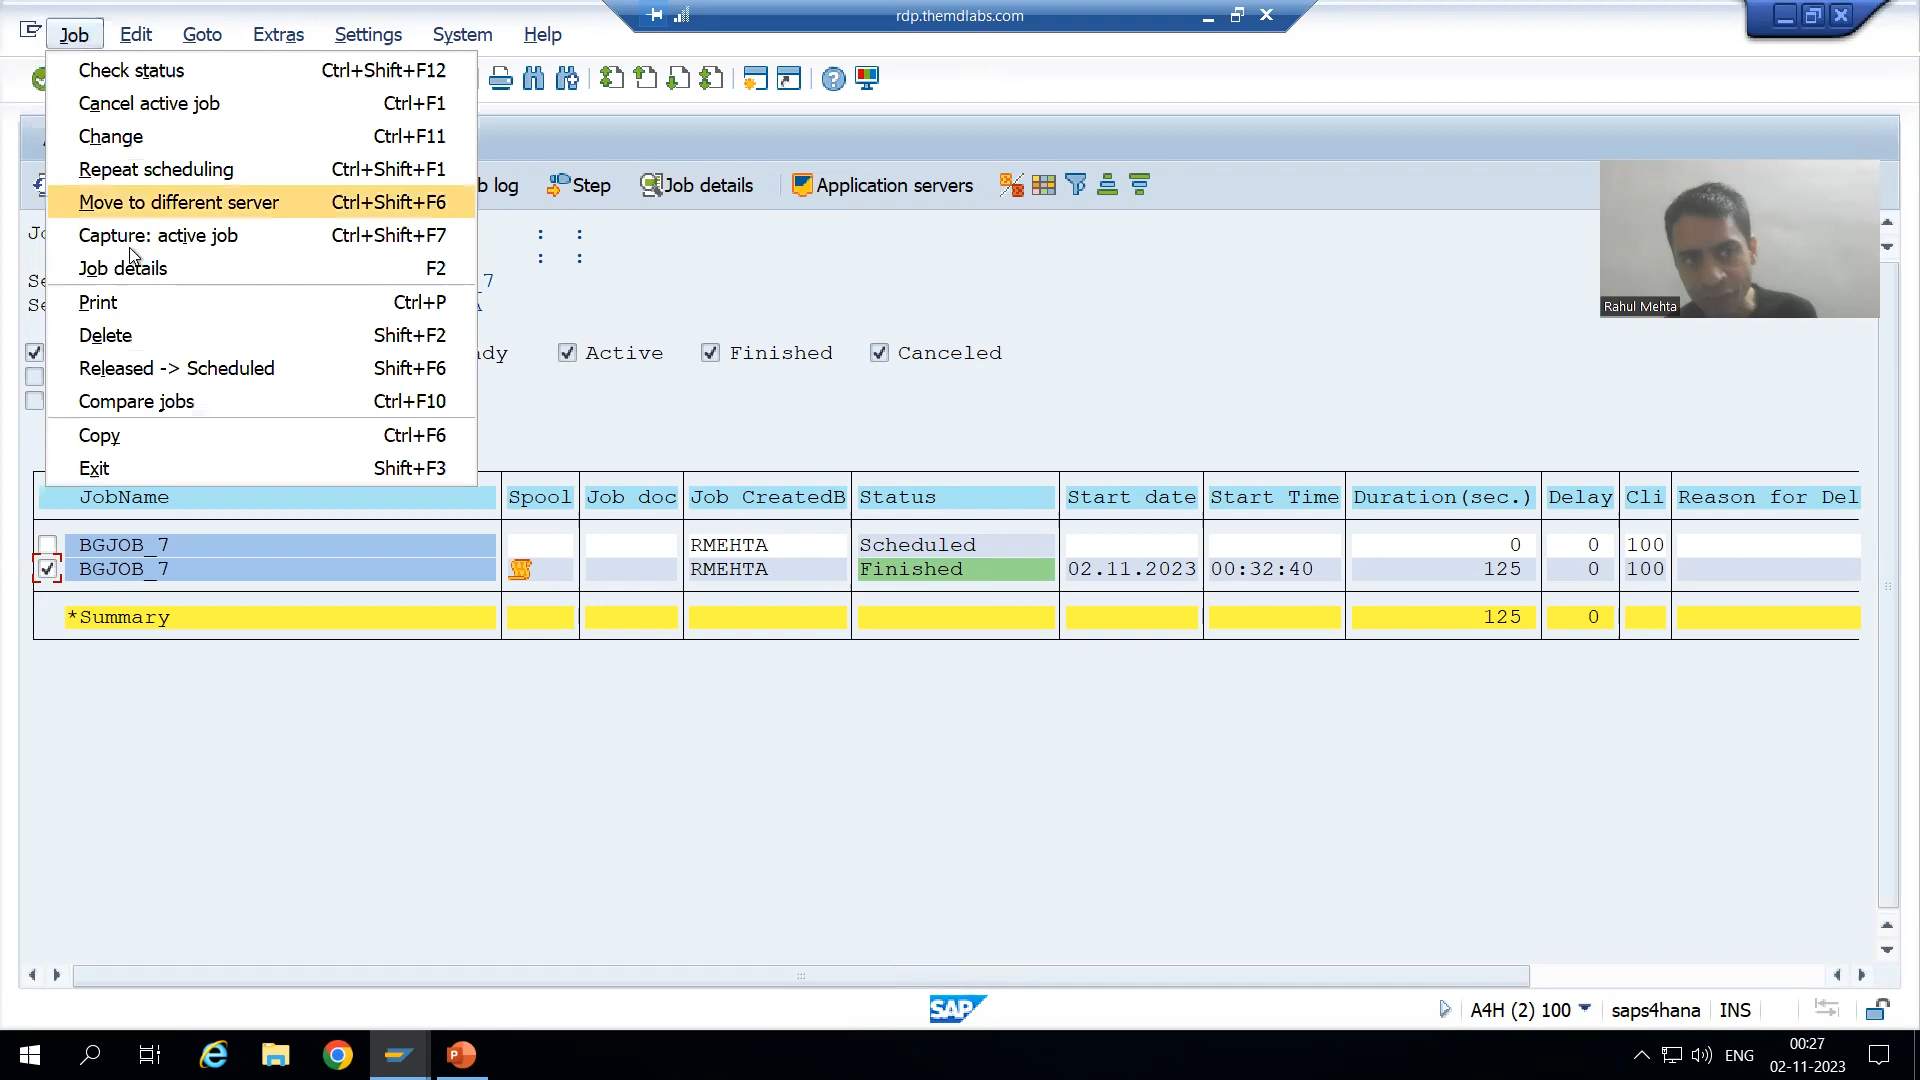 rdp.themdlabs.com
Job Edit Goto Extras Settings System Help
Check status Ctrl+Shift+F12
Cancel active job Ctrl+F1
Change Ctrl+F11
Repeat scheduling Ctrl+Shift+F1
Move to different server Ctrl+Shift+F6
Capture: active job Ctrl+Shift+F7
Job details F2
Print Ctrl+P
Delete Shift+F2
Released -> Scheduled Shift+F6
Compare jobs Ctrl+F10
Copy Ctrl+F6
Exit Shift+F3
b log Step Job details Application servers
: :
: :
_7
Rahul Mehta
dy Active Finished Canceled
JobName Spool Job doc Job CreatedB Status Start date Start Time Duration(sec.) Delay Cli Reason for Del
BGJOB_7 RMEHTA Scheduled 0 0 100
BGJOB_7 RMEHTA Finished 02.11.2023 00:32:40 125 0 100
*Summary 125 0
SAP A4H (2) 100 saps4hana INS
ENG 00:27
02-11-2023